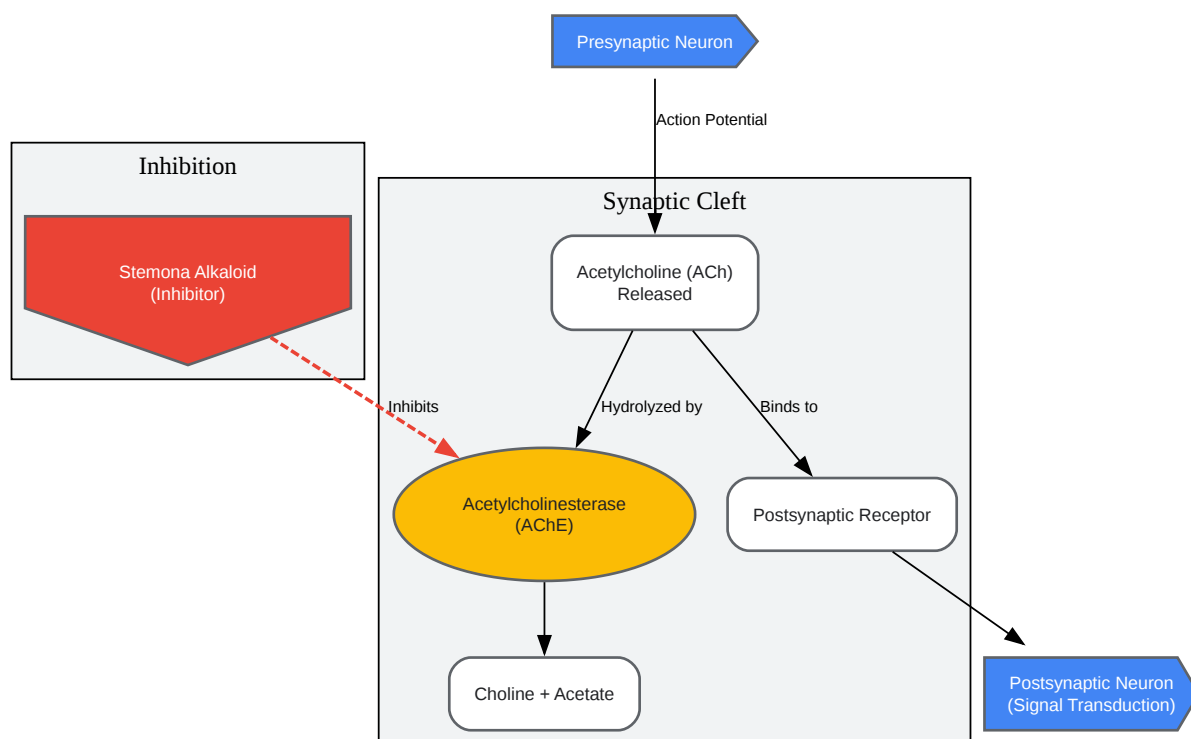 Presynaptic Neuron
Action Potential
Inhibition
Synaptic Cleft
Stemona Alkaloid
(Inhibitor)
Acetylcholine (ACh)
Released
Inhibits
Hydrolyzed by
Binds to
Acetylcholinesterase
(AChE)
Postsynaptic Receptor
Choline + Acetate
Postsynaptic Neuron
(Signal Transduction)